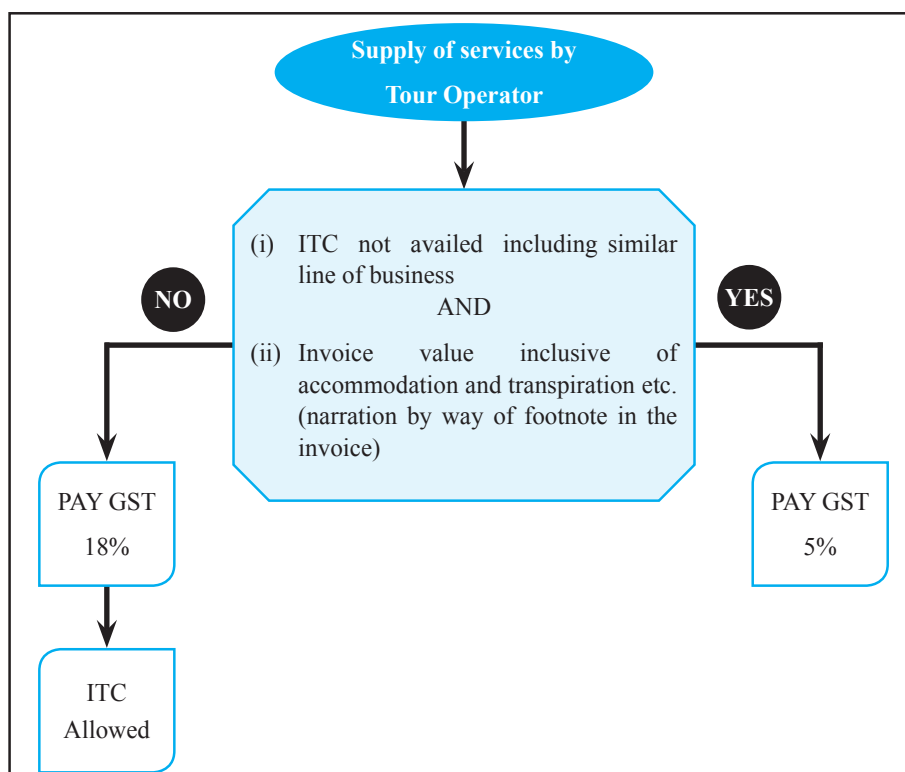 Supply of services by
Tour Operator
(i) ITC not availed including similar
line of business
AND
(ii) Invoice value inclusive of
accommodation and transpiration etc.
(narration by way of footnote in the
invoice)
NO
YES
PAY GST
18%
PAY GST
5%
ITC
Allowed